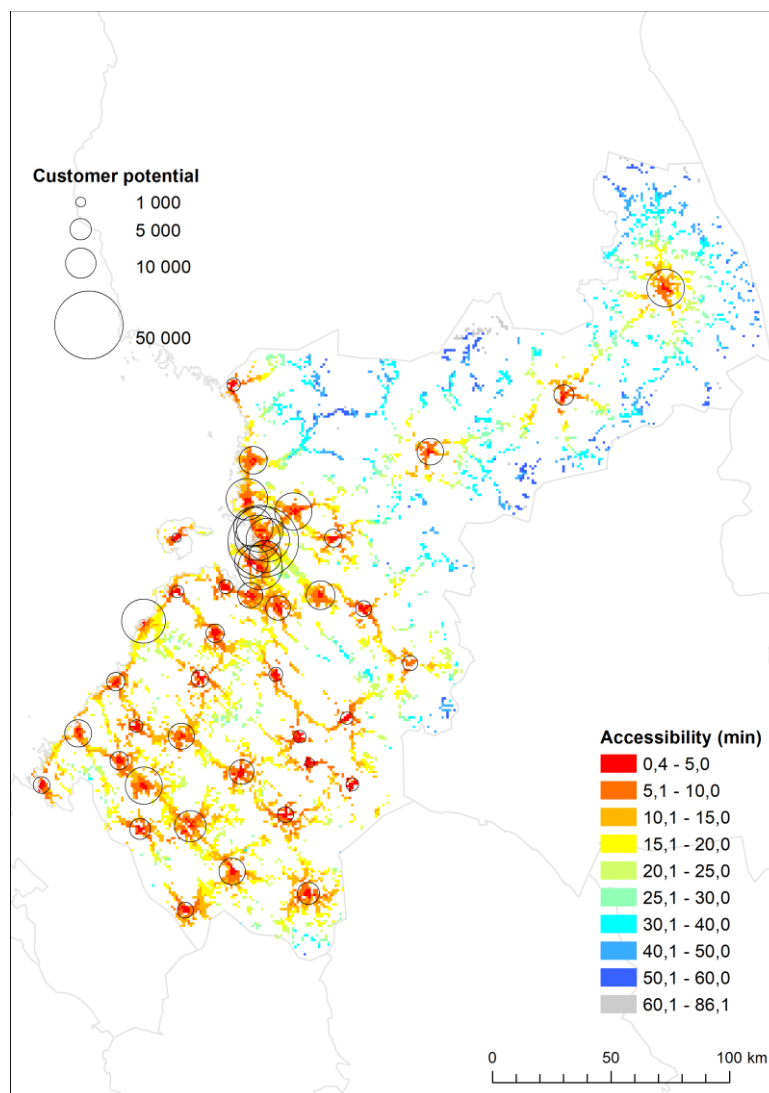 Customer potential
1 000
5 000
10 000
50 000
Accessibility (min)
0,4 - 5,0
5,1 - 10,0
10,1 - 15,0
15,1 - 20,0
20,1 - 25,0
25,1 - 30,0
30,1 - 40,0
40,1 - 50,0
50,1 - 60,0
60,1 - 86,1
0 50 100 km